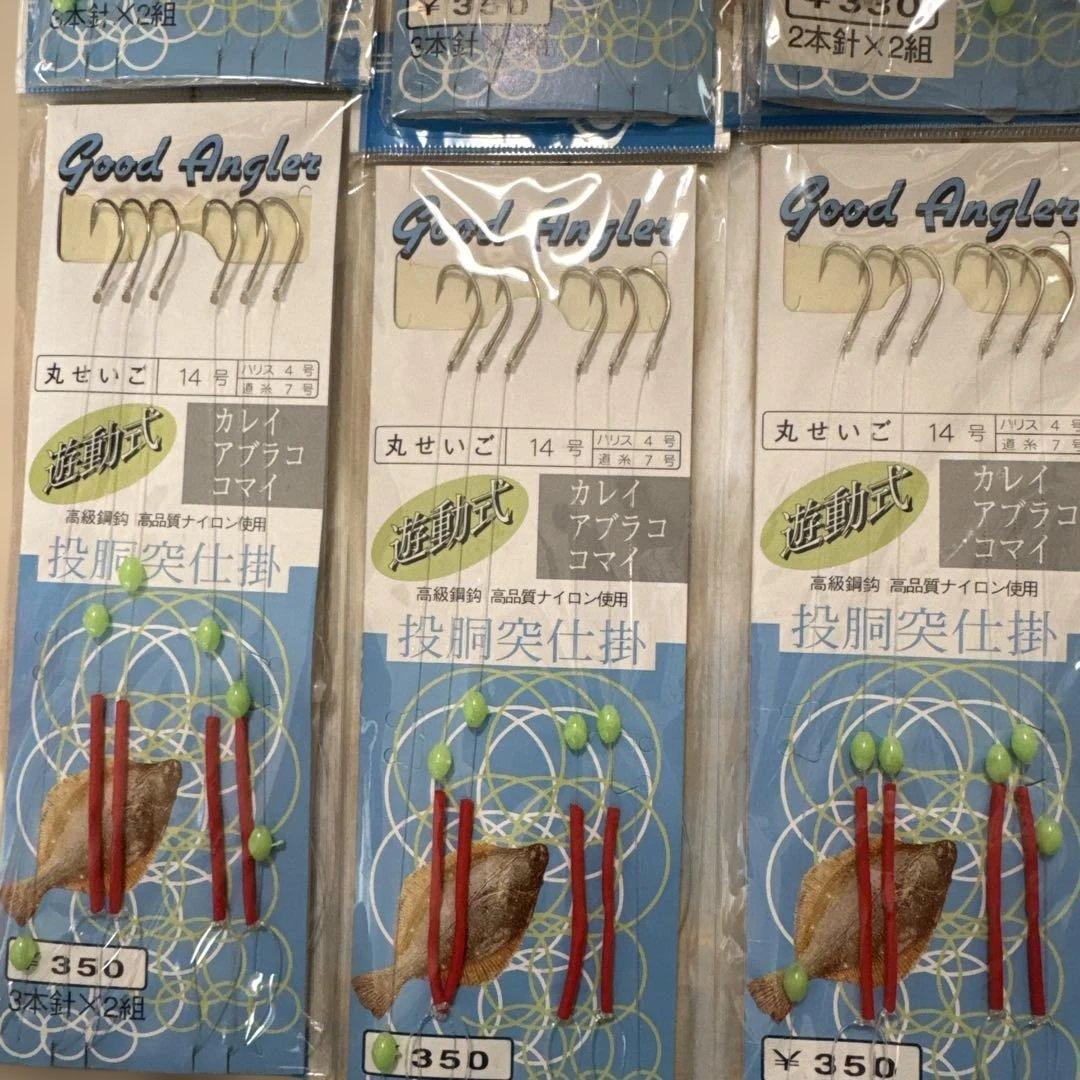 3本針×2組
¥350
3本針×2組
2本針×2組
Good Angler
丸せいご
14号
ハリス 4号
道糸 7号
遊動式
カレイ
アブラコ
コマイ
高級鋼鈎 高品質ナイロン使用
投胴突仕掛
¥350
3本針×2組
Good Angler
丸せいご
14号
ハリス 4号
道糸 7号
遊動式
カレイ
アブラコ
コマイ
高級鋼鈎 高品質ナイロン使用
投胴突仕掛
¥350
Good Angler
丸せいご
14号
ハリス 4号
道糸 7号
遊動式
カレイ
アブラコ
コマイ
高級鋼鈎 高品質ナイロン使用
投胴突仕掛
¥350